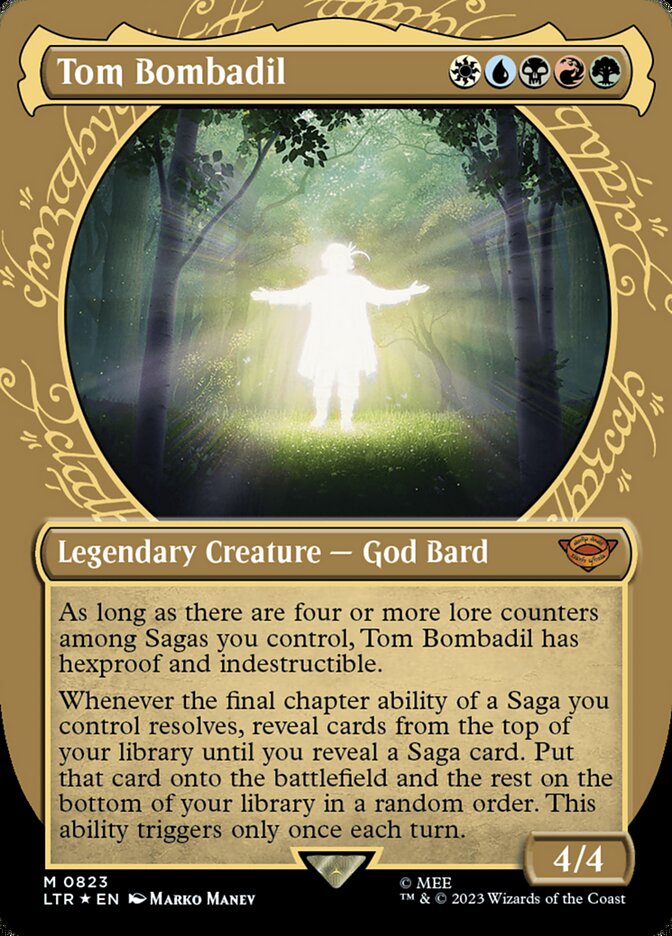 Tom Bombadil
Legendary Creature — God Bard
As long as there are four or more lore counters
among Sagas you control, Tom Bombadil has
hexproof and indestructible.
Whenever the final chapter ability of a Saga you
control resolves, reveal cards from the top of
your library until you reveal a Saga card. Put
that card onto the battlefield and the rest on the
bottom of your library in a random order. This
ability triggers only once each turn.
4/4
M 0823
LTR ★ EN Marko Manev
© MEE
™ & © 2023 Wizards of the Coast